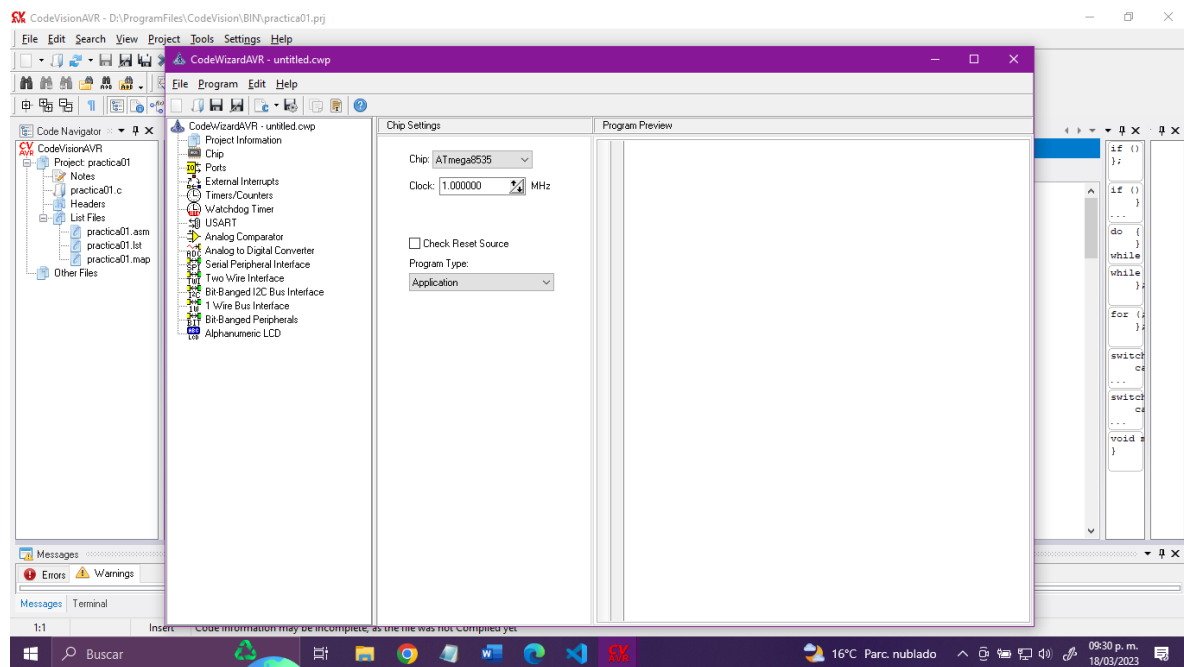 CodeVisionAVR - D:\ProgramFiles\CodeVision\BIN\practica01.prj
File Edit Search View Project Tools Settings Help
CodeWizardAVR - untitled.cwp
File Program Edit Help
Code Navigator
CodeVisionAVR
Project: practica01
Notes
practica01.c
Headers
List Files
practica01.asm
practica01.lst
practica01.map
Other Files
CodeWizardAVR - untitled.cwp
Project Information
Chip
Ports
External Interrupts
Timers/Counters
Watchdog Timer
USART
Analog Comparator
Analog to Digital Converter
Serial Peripheral Interface
Two Wire Interface
Bit-Banged I2C Bus Interface
1 Wire Bus Interface
Bit-Banged Peripherals
Alphanumeric LCD
Chip Settings
Chip: ATmega8535
Clock: 1.000000 MHz
Check Reset Source
Program Type:
Application
Program Preview
if ()
};
if ()
}
...
do {
}
while
while
};
for (;
};
switch
ca
...
switch
ca
...
void
}
Messages
Errors Warnings
Messages Terminal
1:1 Insert Code information may be incomplete, as the file was not Compiled yet
Buscar
16°C Parc. nublado
09:30 p. m.
18/03/2023